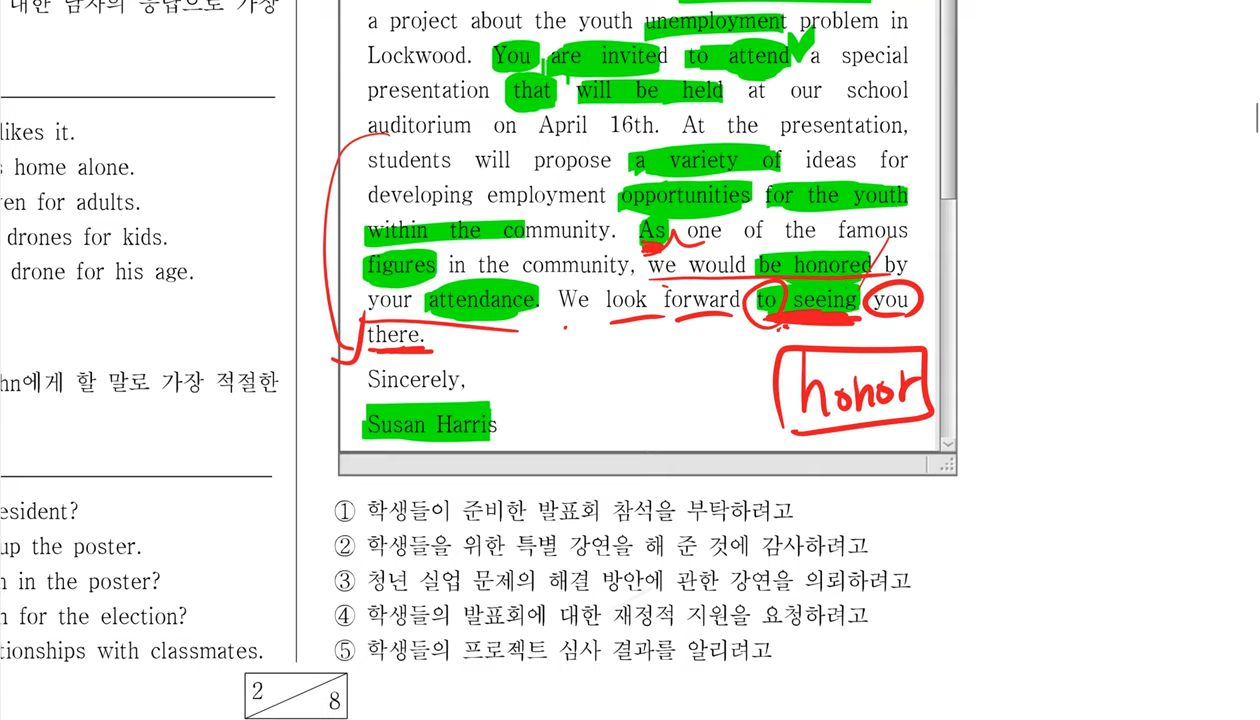 대한 남자의 응답으로 가장
likes it.
home alone.
en for adults.
drones for kids.
drone for his age.
hn에게 할 말로 가장 적절한
esident?
up the poster.
n in the poster?
n for the election?
tionships with classmates.
2
8
a project about the youth unemployment problem in
Lockwood. You are invited to attend a special
presentation that will be held at our school
auditorium on April 16th. At the presentation,
students will propose a variety of ideas for
developing employment opportunities for the youth
within the community. As one of the famous
figures in the community, we would be honored by
your attendance. We look forward to seeing you
there.
Sincerely,
honor
Susan Harris
① 학생들이 준비한 발표회 참석을 부탁하려고
② 학생들을 위한 특별 강연을 해 준 것에 감사하려고
③ 청년 실업 문제의 해결 방안에 관한 강연을 의뢰하려고
④ 학생들의 발표회에 대한 재정적 지원을 요청하려고
⑤ 학생들의 프로젝트 심사 결과를 알리려고